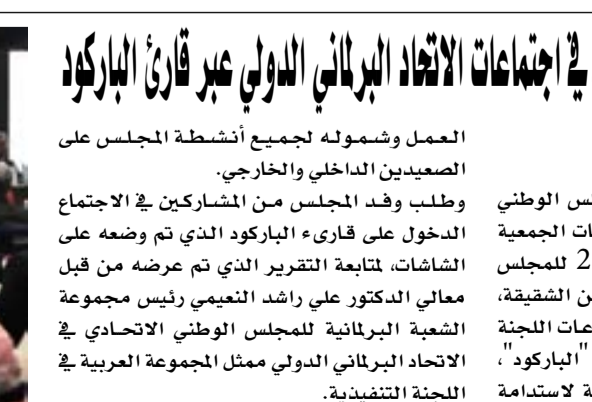 في اجتماعات الاتحاد البرلماني الدولي عبر قارئ الباركود
لس الوطني
ات الجمعية
2 للمجلس
ن الشقيقة،
عات اللجنة
"الباركود"،
ة لاستدامة
العمل وشموله لجميع أنشطة المجلس على
الصعيدين الداخلي والخارجي.
وطلب وفد المجلس من المشاركين في الاجتماع
الدخول على قارىء الباركود الذي تم وضعه على
الشاشات، لمتابعة التقرير الذي تم عرضه من قبل
معالي الدكتور علي راشد النعيمي رئيس مجموعة
الشعبة البرلمانية للمجلس الوطني الاتحادي في
الاتحاد البرلماني الدولي ممثل المجموعة العربية في
اللجنة التنفيذية.